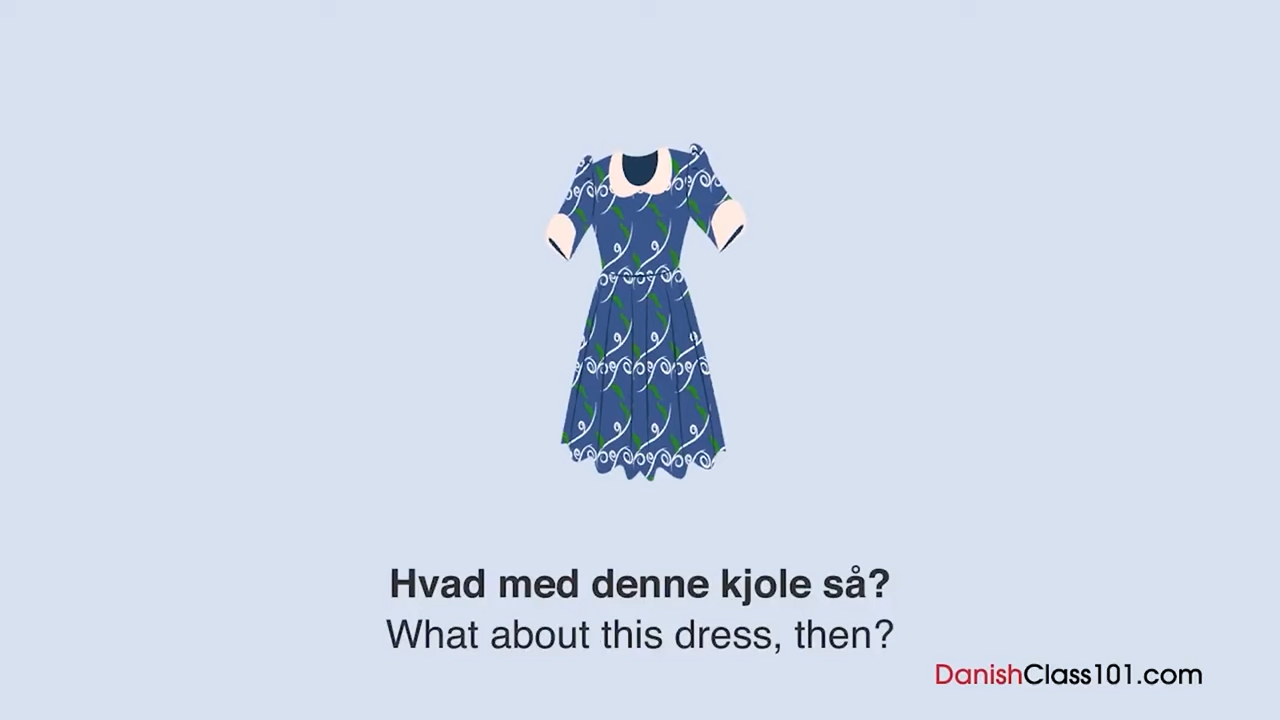 Hvad med denne kjole så?
What about this dress, then?
DanishClass101.com